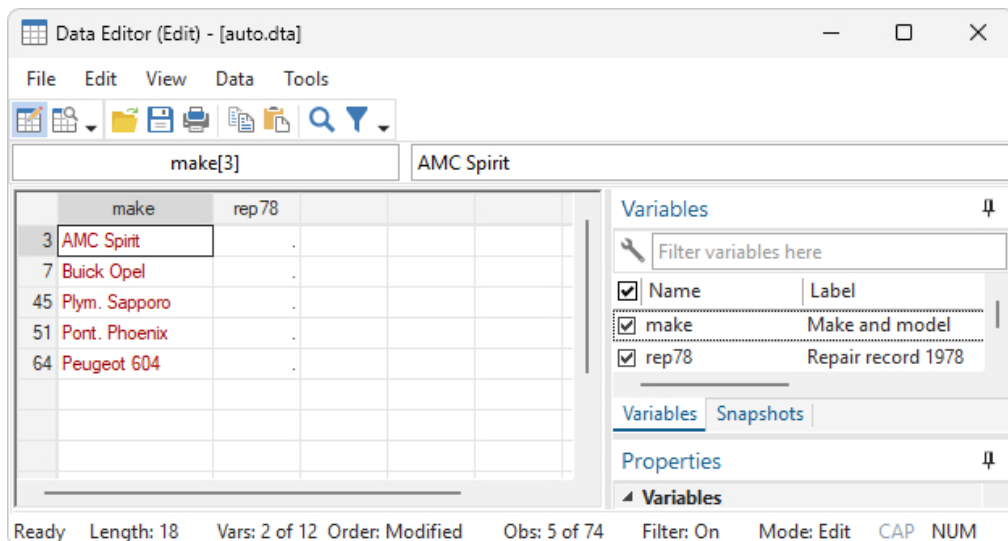 Data Editor (Edit) - [auto.dta]
File Edit View Data Tools
make[3] AMC Spirit
make rep78
3 AMC Spirit .
7 Buick Opel .
45 Plym. Sapporo .
51 Pont. Phoenix .
64 Peugeot 604 .
Variables
Filter variables here
Name Label
make Make and model
rep78 Repair record 1978
Variables Snapshots
Properties
Variables
Ready Length: 18 Vars: 2 of 12 Order: Modified Obs: 5 of 74 Filter: On Mode: Edit CAP NUM